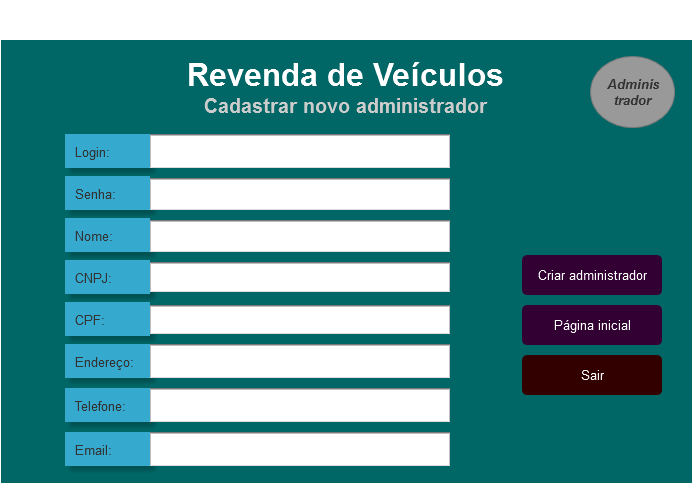 Revenda de Veículos
Cadastrar novo administrador
Adminis
trador
Login:
Senha:
Nome:
CNPJ:
CPF:
Endereço:
Telefone:
Email:
Criar administrador
Página inicial
Sair